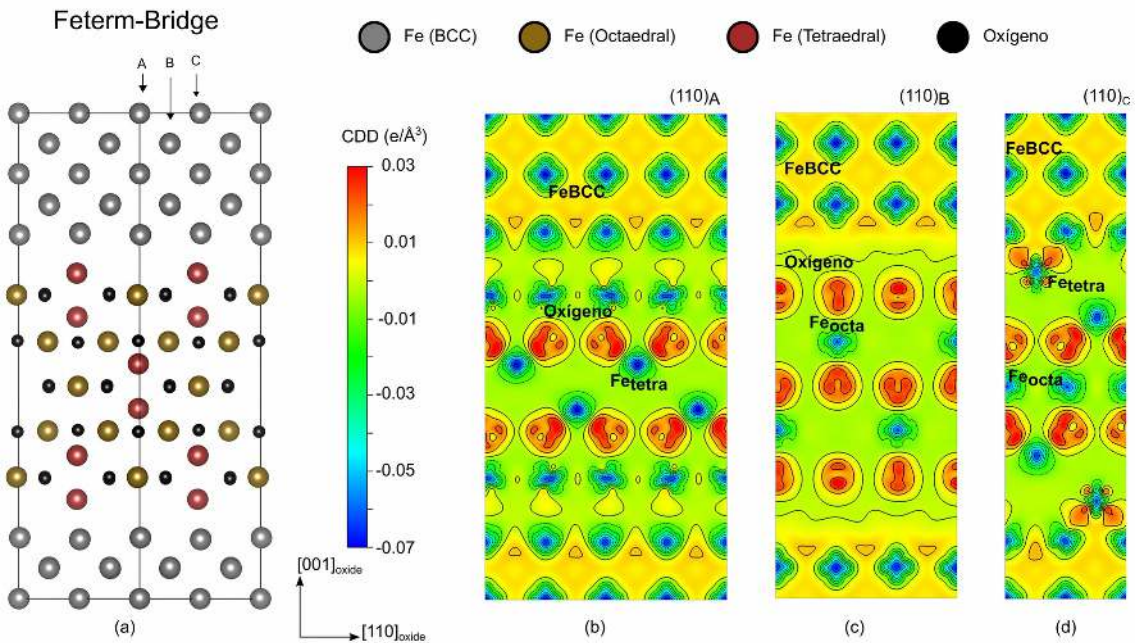 Feterm-Bridge
Fe (BCC)
Fe (Octaedral)
Fe (Tetraedral)
Oxígeno
A
B
C
CDD (e/Å³)
0.03
0.01
-0.01
-0.03
-0.05
-0.07
[001]oxide
[110]oxide
(a)
(110)A
FeBCC
Oxígeno
Fetetra
(b)
(110)B
FeBCC
Oxígeno
Feocta
(c)
(110)C
FeBCC
Fetetra
Feocta
(d)